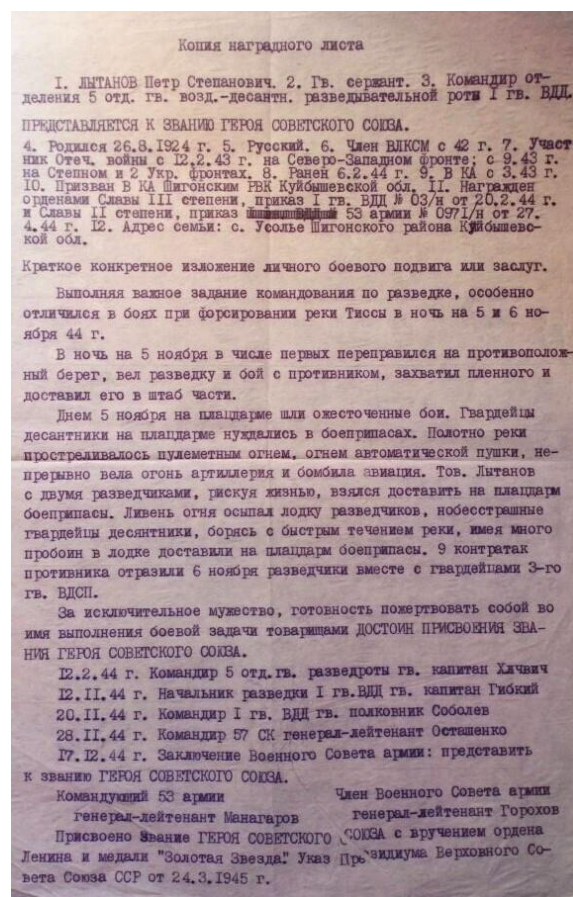 Копия наградного листа
I. ЛЫТАНОВ Петр Степанович. 2. Гв. сержант. 3. Командир от-
деления 5 отд. гв. возд.-десантн. разведывательной роты I гв. ВДД.
ПРЕДСТАВЛЯЕТСЯ К ЗВАНИЮ ГЕРОЯ СОВЕТСКОГО СОЮЗА.
4. Родился 26.8.1924 г. 5. Русский. 6. Член ВЛКСМ с 42 г. 7. Участ
ник Отеч. войны с I2.2.43 г. на Северо-Западном фронте; с 9.43 г.
на Степном и 2 Укр. фронтах. 8. Ранен 6.2.44 г. 9. В КА с 3.43 г.
IO. Призван В КА Шигонским РВК Куйбышевской обл. II. Награжден
орденами Славы III степени, приказ I гв. ВДД № 03/н от 20.2.44 г.
и Славы II степени, приказ 53 армии № 097I/н от 27.
4.44 г. I2. Адрес семьи: с. Усолье Шигонского района Куйбышевс-
кой обл.
Краткое конкретное изложение личного боевого подвига или заслуг.
Выполняя важное задание командования по разведке, особенно
отличился в боях при форсировании реки Тиссы в ночь на 5 и 6 но-
ября 44 г.
В ночь на 5 ноября в числе первых переправился на противополож-
ный берег, вел разведку и бой с противником, захватил пленного и
доставил его в штаб части.
Днем 5 ноября на плацдарме шли ожесточенные бои. Гвардейцы
десантники на плацдарме нуждались в боеприпасах. Полотно реки
простреливалось пулеметным огнем, огнем автоматической пушки, не-
прерывно вела огонь артиллерия и бомбила авиация. Тов. Лытанов
с двумя разведчиками, рискуя жизнью, взялся доставить на плацдарм
боеприпасы. Ливень огня осыпал лодку разведчиков, нобесстрашные
гвардейцы десянтники, борясь с быстрым течением реки, имея много
пробоин в лодке доставили на плацдарм боеприпасы. 9 контратак
противника отразили 6 ноября разведчики вместе с гвардейцами 3-го
гв. ВДСП.
За исключительное мужество, готовность пожертвовать собой во
имя выполнения боевой задачи товарищами ДОСТОИН ПРИСВОЕНИЯ ЗВА-
НИЯ ГЕРОЯ СОВЕТСКОГО СОЮЗА.
I2.2.44 г. Командир 5 отд.гв. разведроты гв. капитан Хлчвич
I2.II.44 г. Начальник разведки I гв.ВДД гв. капитан Гибкий
20.II.44 г. Командир I гв. ВДД гв. полковник Соболев
28.II.44 г. Командир 57 СК генерал-лейтенант Осташенко
I7.I2.44 г. Заключение Военного Совета армии: представить
к званию ГЕРОЯ СОВЕТСКОГО СОЮЗА.
Командующий 53 армии Член Военного Совета армии
генерал-лейтенант Манагаров генерал-лейтенант Горохов
Присвоено Звание ГЕРОЯ СОВЕТСКОГО СОЮЗА с вручением ордена
Ленина и медали "Золотая Звезда". Указ Президиума Верховного Со-
вета Союза ССР от 24.3.1945 г.